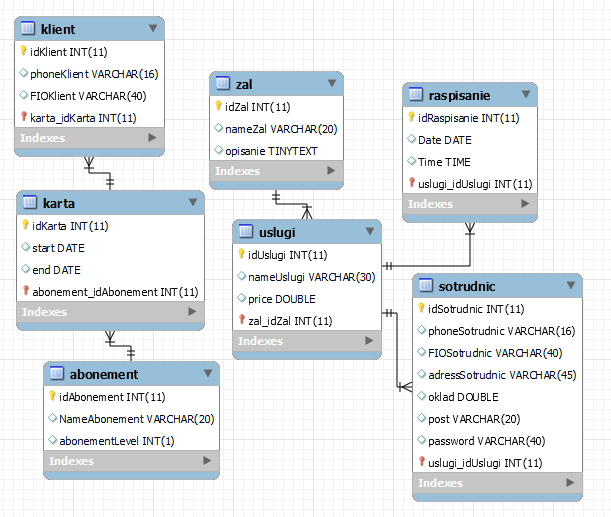 klient
idKlient INT(11)
phoneKlient VARCHAR(16)
FIOKlient VARCHAR(40)
karta_idKarta INT(11)
Indexes
karta
idKarta INT(11)
start DATE
end DATE
abonement_idAbonement INT(11)
Indexes
abonement
idAbonement INT(11)
NameAbonement VARCHAR(20)
abonementLevel INT(1)
Indexes
zal
idZal INT(11)
nameZal VARCHAR(20)
opisanie TINYTEXT
Indexes
uslugi
idUslugi INT(11)
nameUslugi VARCHAR(30)
price DOUBLE
zal_idZal INT(11)
Indexes
raspisanie
idRaspisanie INT(11)
Date DATE
Time TIME
uslugi_idUslugi INT(11)
Indexes
sotrudnic
idSotrudnic INT(11)
phoneSotrudnic VARCHAR(16)
FIOSotrudnic VARCHAR(40)
adressSotrudnic VARCHAR(45)
oklad DOUBLE
post VARCHAR(20)
password VARCHAR(40)
uslugi_idUslugi INT(11)
Indexes